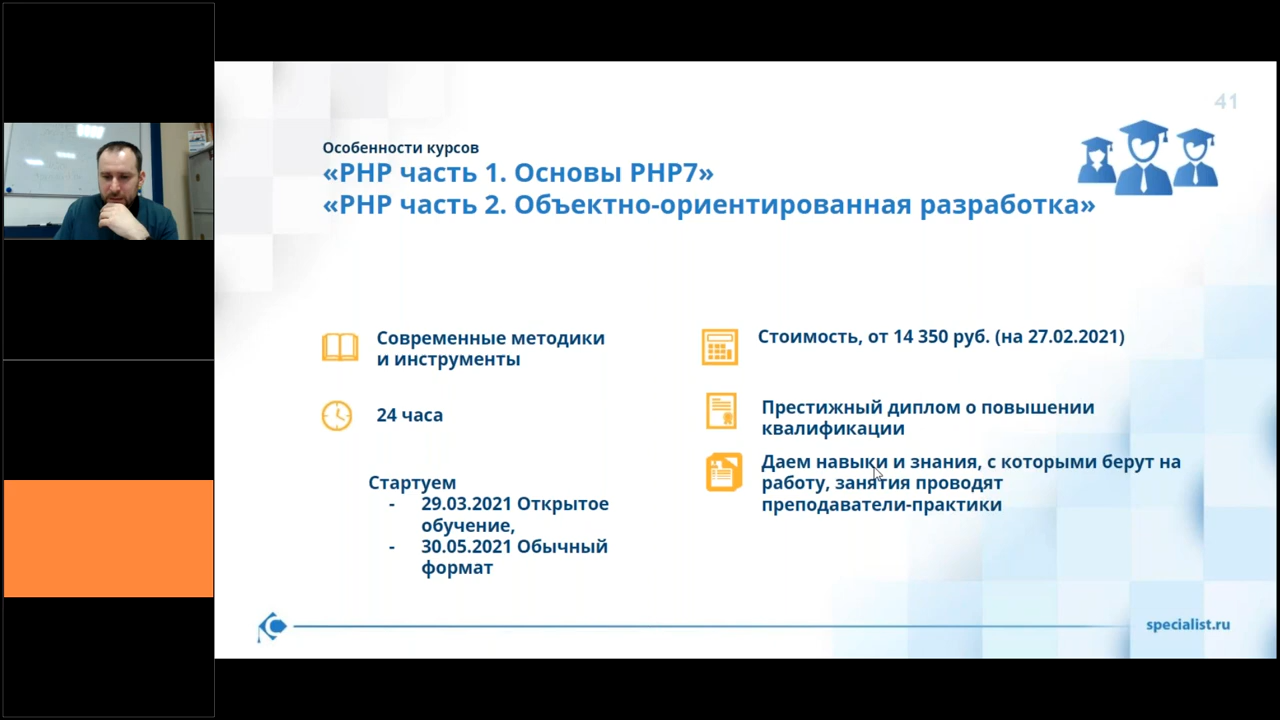 41
Особенности курсов
«PHP часть 1. Основы PHP7»
«PHP часть 2. Объектно-ориентированная разработка»
Современные методики
и инструменты
24 часа
Стартуем
- 29.03.2021 Открытое
обучение,
- 30.05.2021 Обычный
формат
Стоимость, от 14 350 руб. (на 27.02.2021)
Престижный диплом о повышении
квалификации
Даем навыки и знания, с которыми берут на
работу, занятия проводят
преподаватели-практики
specialist.ru